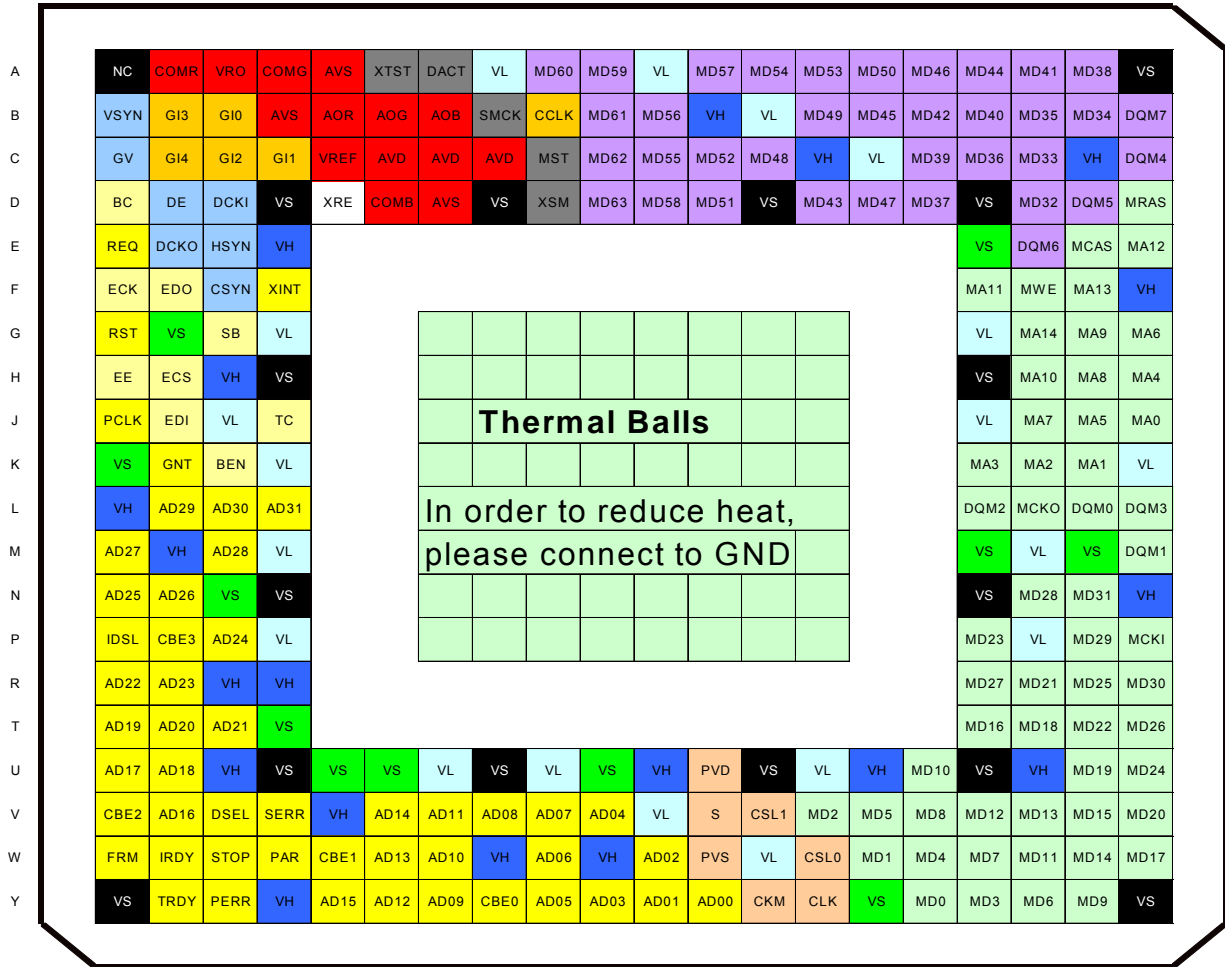 A NC COMR VRO COMG AVS XTST DACT VL MD60 MD59 VL MD57 MD54 MD53 MD50 MD46 MD44 MD41 MD38 VS
B VSYN GI3 GI0 AVS AOR AOG AOB SMCK CCLK MD61 MD56 VH VL MD49 MD45 MD42 MD40 MD35 MD34 DQM7
C GV GI4 GI2 GI1 VREF AVD AVD AVD MST MD62 MD55 MD52 MD48 VH VL MD39 MD36 MD33 VH DQM4
D BC DE DCKI VS XRE COMB AVS VS XSM MD63 MD58 MD51 VS MD43 MD47 MD37 VS MD32 DQM5 MRAS
E REQ DCKO HSYN VH VS DQM6 MCAS MA12
F ECK EDO CSYN XINT MA11 MWE MA13 VH
G RST VS SB VL VL MA14 MA9 MA6
H EE ECS VH VS VS MA10 MA8 MA4
J PCLK EDI VL TC Thermal Balls VL MA7 MA5 MA0
K VS GNT BEN VL MA3 MA2 MA1 VL
L VH AD29 AD30 AD31 In order to reduce heat, DQM2 MCKO DQM0 DQM3
M AD27 VH AD28 VL please connect to GND VS VL VS DQM1
N AD25 AD26 VS VS VS MD28 MD31 VH
P IDSL CBE3 AD24 VL MD23 VL MD29 MCKI
R AD22 AD23 VH VH MD27 MD21 MD25 MD30
T AD19 AD20 AD21 VS MD16 MD18 MD22 MD26
U AD17 AD18 VH VS VS VS VL VS VL VS VH PVD VS VL VH MD10 VS VH MD19 MD24
V CBE2 AD16 DSEL SERR VH AD14 AD11 AD08 AD07 AD04 VL S CSL1 MD2 MD5 MD8 MD12 MD13 MD15 MD20
W FRM IRDY STOP PAR CBE1 AD13 AD10 VH AD06 VH AD02 PVS VL CSL0 MD1 MD4 MD7 MD11 MD14 MD17
Y VS TRDY PERR VH AD15 AD12 AD09 CBE0 AD05 AD03 AD01 AD00 CKM CLK VS MD0 MD3 MD6 MD9 VS